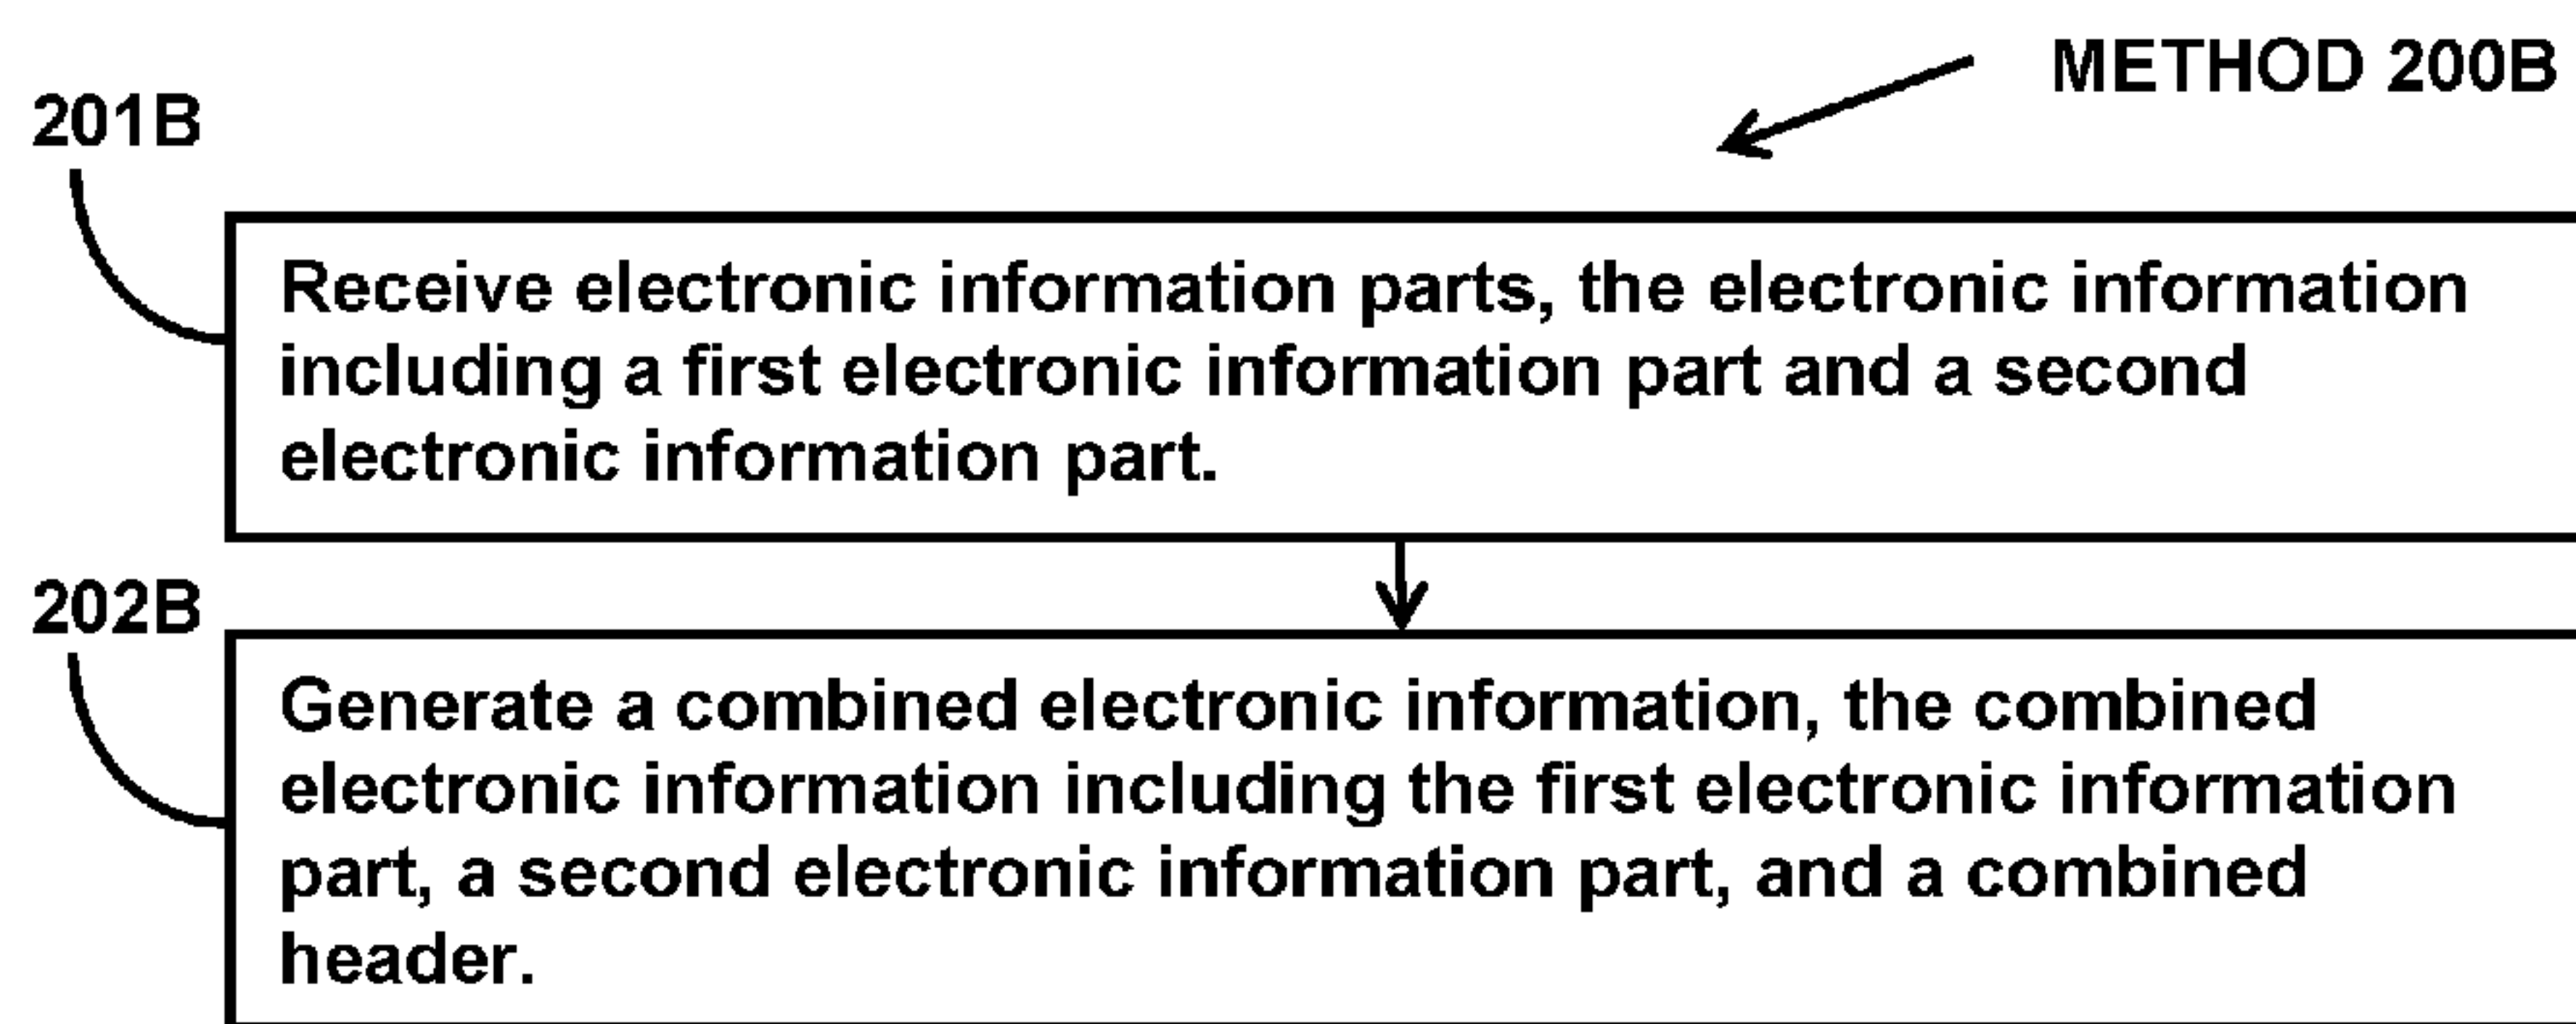 METHOD 200B
201B
Receive electronic information parts, the electronic information
including a first electronic information part and a second
electronic information part.
202B
Generate a combined electronic information, the combined
electronic information including the first electronic information
part, a second electronic information part, and a combined
header.